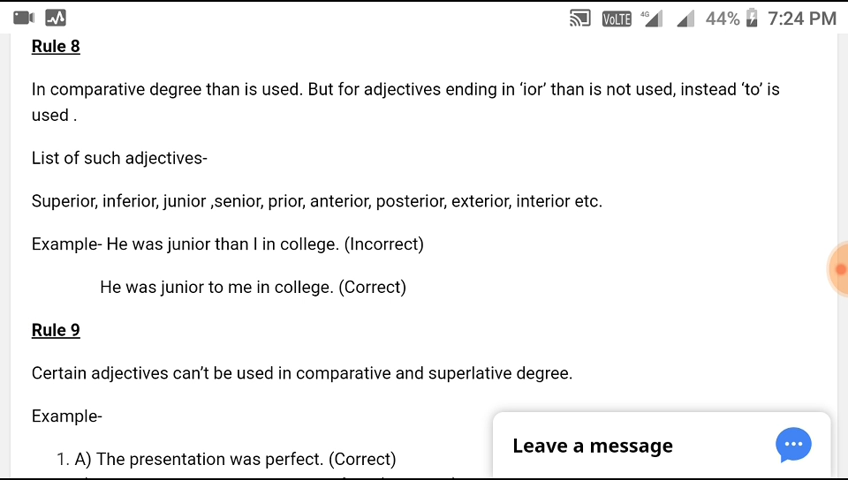 VoLTE 4G 44% 7:24 PM
Rule 8
In comparative degree than is used. But for adjectives ending in ‘ior’ than is not used, instead ‘to’ is
used .
List of such adjectives-
Superior, inferior, junior ,senior, prior, anterior, posterior, exterior, interior etc.
Example- He was junior than I in college. (Incorrect)
He was junior to me in college. (Correct)
Rule 9
Certain adjectives can’t be used in comparative and superlative degree.
Example-
Leave a message
1. A) The presentation was perfect. (Correct)